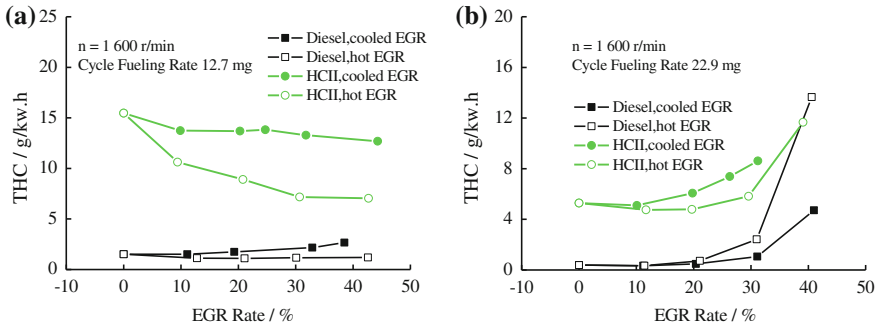 (a)
n = 1 600 r/min
Cycle Fueling Rate 12.7 mg
Diesel,cooled EGR
Diesel,hot EGR
HCII,cooled EGR
HCII,hot EGR
THC / g/kw.h
25
20
15
10
5
0
-10 0 10 20 30 40 50
EGR Rate / %
(b)
n = 1 600 r/min
Cycle Fueling Rate 22.9 mg
Diesel,cooled EGR
Diesel,hot EGR
HCII,cooled EGR
HCII,hot EGR
THC / g/kw.h
20
16
12
8
4
0
-10 0 10 20 30 40 50
EGR Rate / %